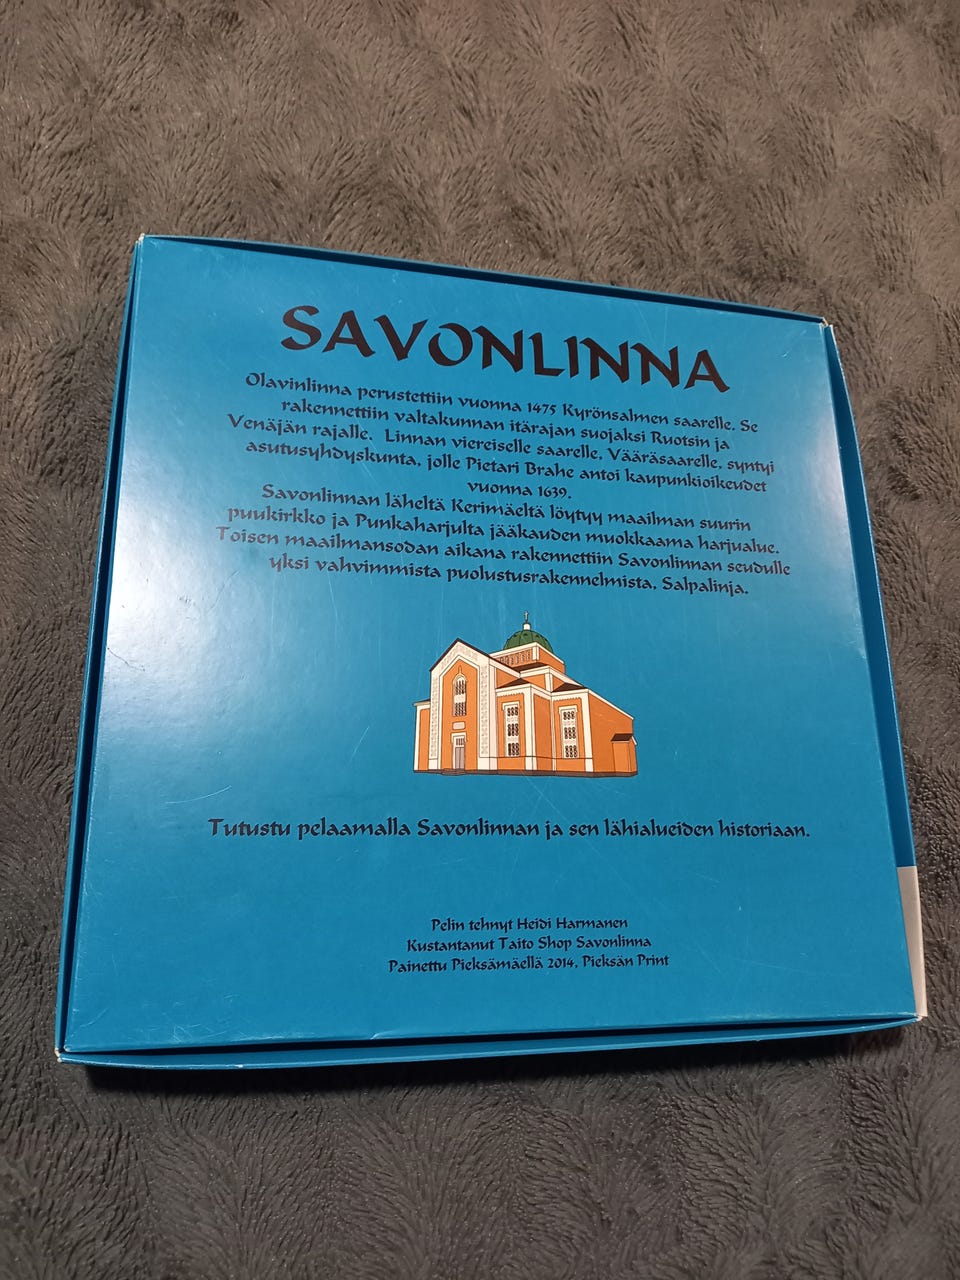 SAVONLINNA
Olavinlinna perustettiin vuonna 1475 Kyrönsalmen saarelle. Se
rakennettiin valtakunnan itärajan suojaksi Ruotsin ja
Venäjän rajalle. Linnan viereiselle saarelle, Vääräsaarelle, syntyi
asutusyhdyskunta, jolle Pietari Brahe antoi kaupunkioikeudet
vuonna 1639.
Savonlinnan läheltä Kerimäeltä löytyy maailman suurin
puukirkko ja Punkaharjulta jääkauden muokkaama harjualue.
Toisen maailmansodan aikana rakennettiin Savonlinnan seudulle
yksi vahvimmista puolustusrakennelmista, Salpalinja.
Tutustu pelaamalla Savonlinnan ja sen lähialueiden historiaan.
Pelin tehnyt Heidi Harmanen
Kustantanut Taito Shop Savonlinna
Painettu Pieksämäellä 2014, Pieksän Print